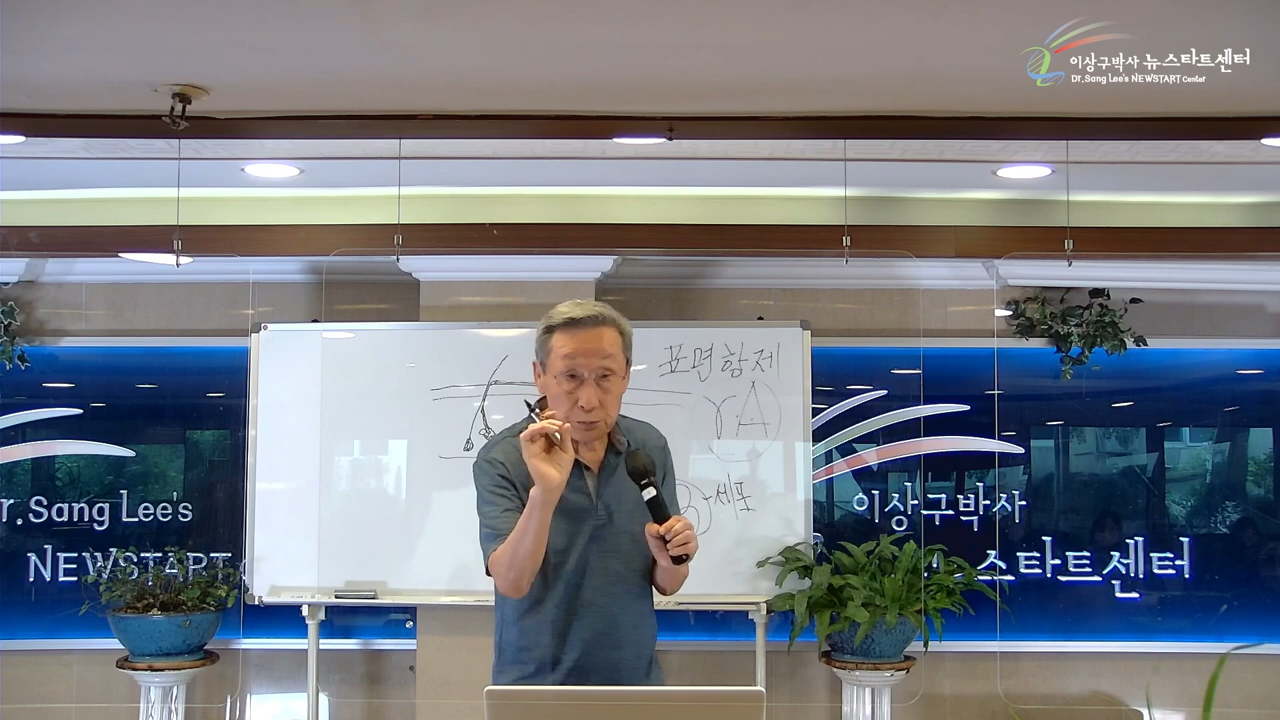 이상구박사 뉴스타트센터
Dr. Sang Lee's NEWSTART Center
표면항제
γ.A
B-세포
r. Sang Lee's
NEWSTART
이상구박사
스타트센터